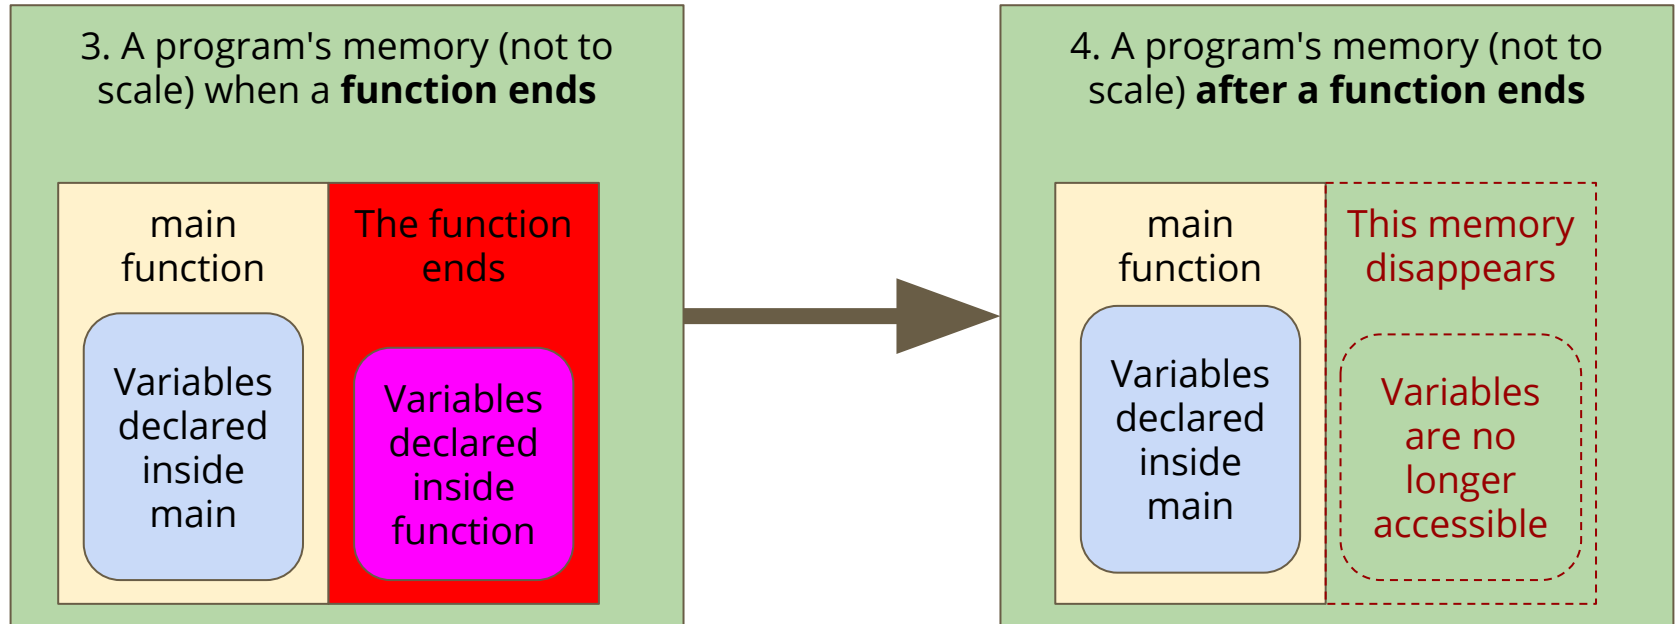 3. A program's memory (not to
scale) when a function ends
main
function
The function
ends
Variables
declared
inside
main
Variables
declared
inside
function
4. A program's memory (not to
scale) after a function ends
main
function
This memory
disappears
Variables
declared
inside
main
Variables
are no
longer
accessible